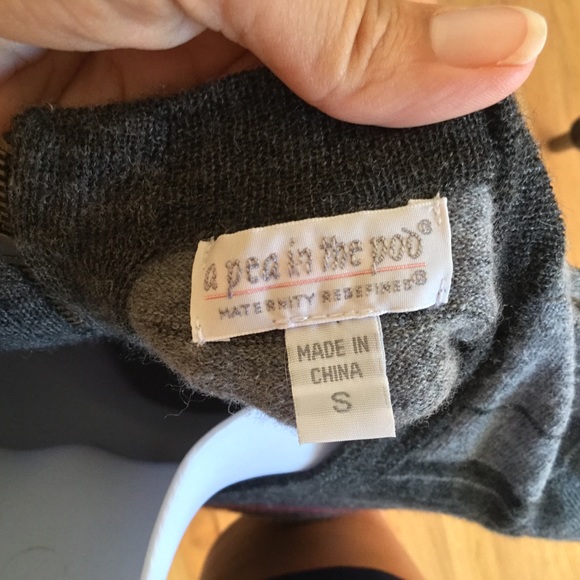 a pea in the pod®
MATERNITY REDEFINED®
MADE IN
CHINA
S